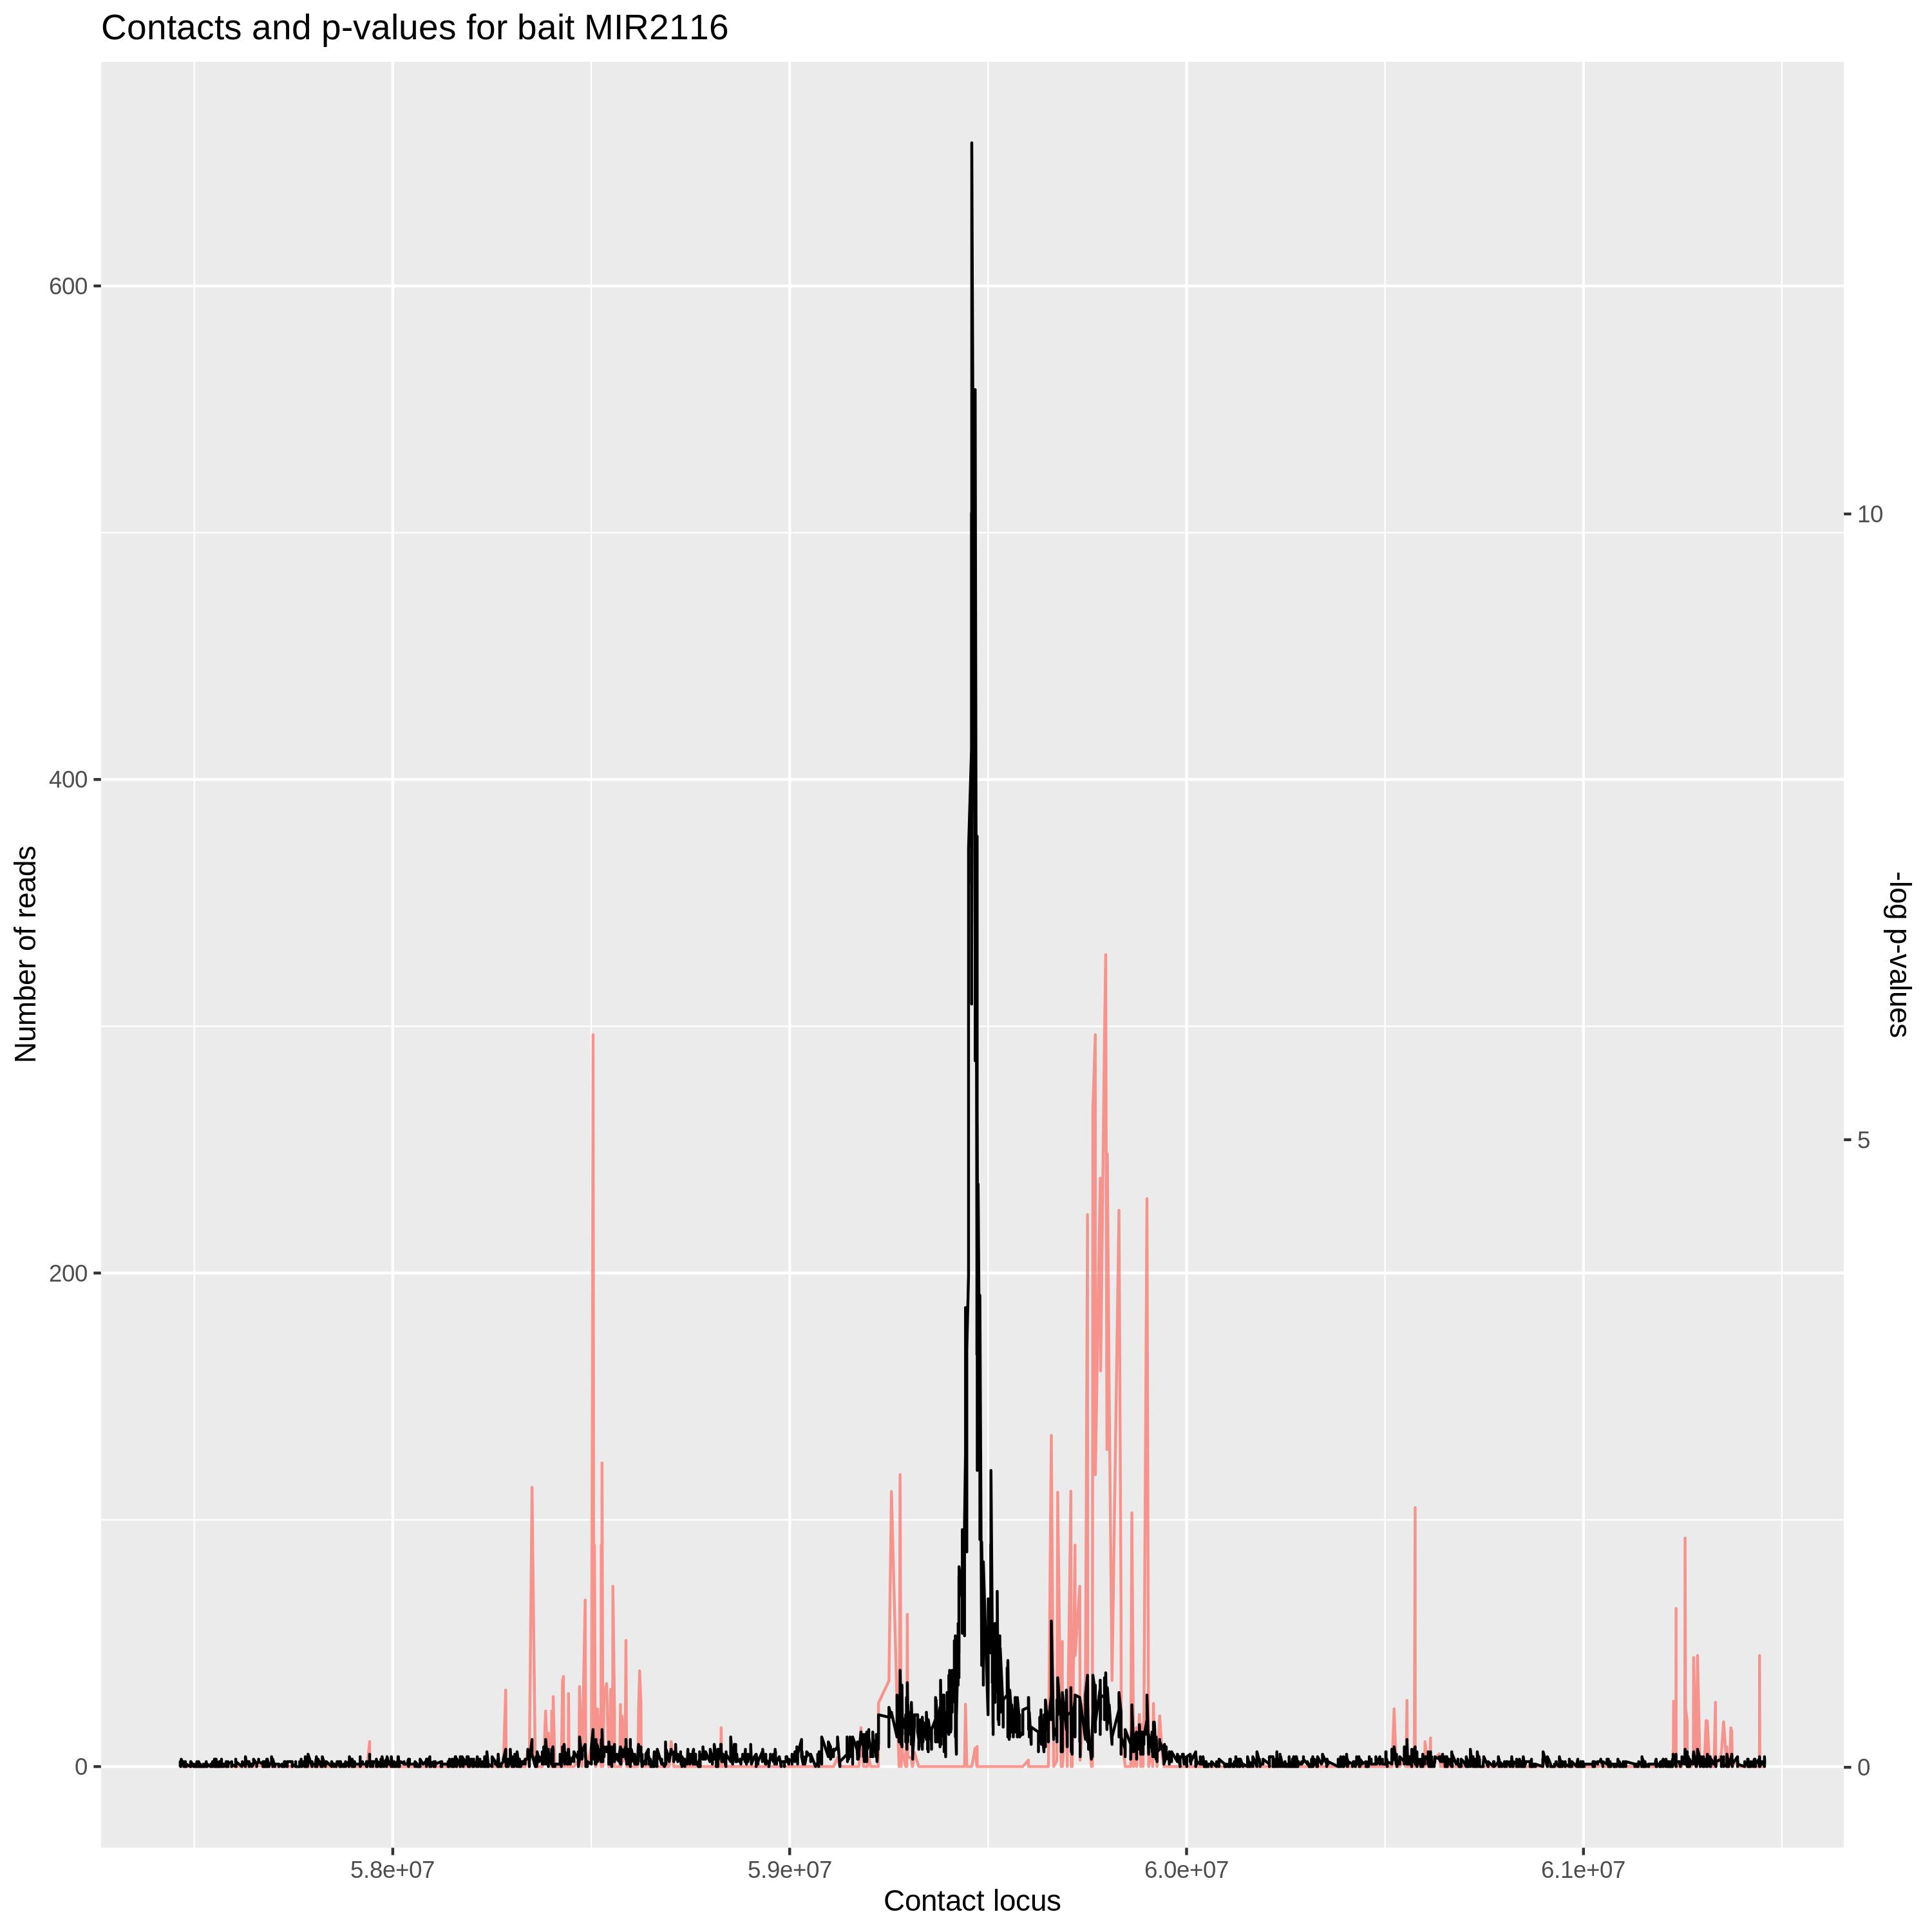 Contacts and p-values for bait MIR2116
600
400
200
0
Number of reads
10
5
0
-log p-values
5.8e+07
5.9e+07
6.0e+07
6.1e+07
Contact locus